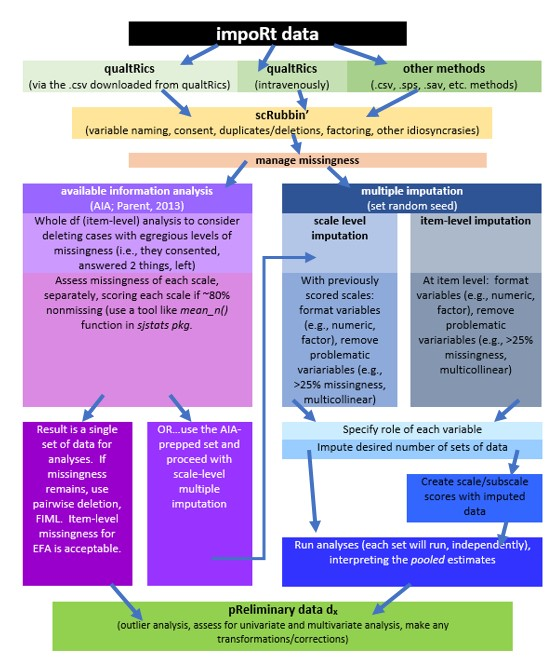 impoRt data
qualtRics
(via the .csv downloaded from qualtRics)
qualtRics
(intravenously)
other methods
(.csv, .sps, .sav, etc. methods)
scRubbin’
(variable naming, consent, duplicates/deletions, factoring, other idiosyncrasies)
manage missingness
available information analysis
(AIA; Parent, 2013)
Whole df (item-level) analysis to consider
deleting cases with egregious levels of
missingness (i.e., they consented,
answered 2 things, left)
Assess missingness of each scale,
separately, scoring each scale if ~80%
nonmissing (use a tool like mean_n()
function in sjstats pkg.
multiple imputation
(set random seed)
scale level
imputation
With previously
scored scales:
format variables
(e.g., numeric,
factor), remove
problematic
varariables (e.g.,
>25% missingness,
multicollinear)
item-level imputation
At item level: format
variables (e.g., numeric,
factor), remove
problematic
varariables (e.g., >25%
missingness,
multicollinear)
Result is a single
set of data for
analyses. If
missingness
remains, use
pairwise deletion,
FIML. Item-level
missingness for
EFA is acceptable.
OR...use the AIA-
prepped set and
proceed with
scale-level
multiple
imputation
Specify role of each variable
Impute desired number of sets of data
Create scale/subscale
scores with imputed
data
Run analyses (each set will run, independently),
interpreting the pooled estimates
pReliminary data dx
(outlier analysis, assess for univariate and multivariate analysis, make any
transformations/corrections)